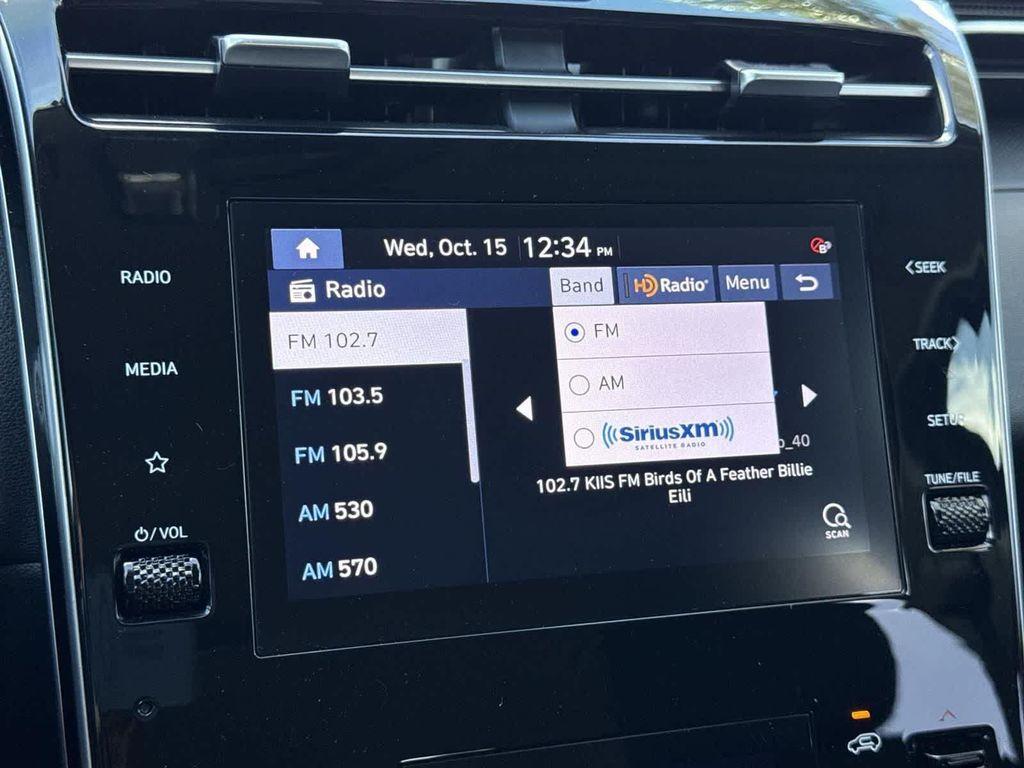 Wed, Oct. 15 12:34 PM
RADIO
MEDIA
⏻/VOL
Radio
Band
HD Radio
Menu
FM 102.7
FM 103.5
FM 105.9
AM 530
AM 570
FM
AM
SiriusXM
SATELLITE RADIO
102.7 KIIS FM Birds Of A Feather Billie
Eili
SCAN
SEEK
TRACK
SETUP
TUNE/FILE